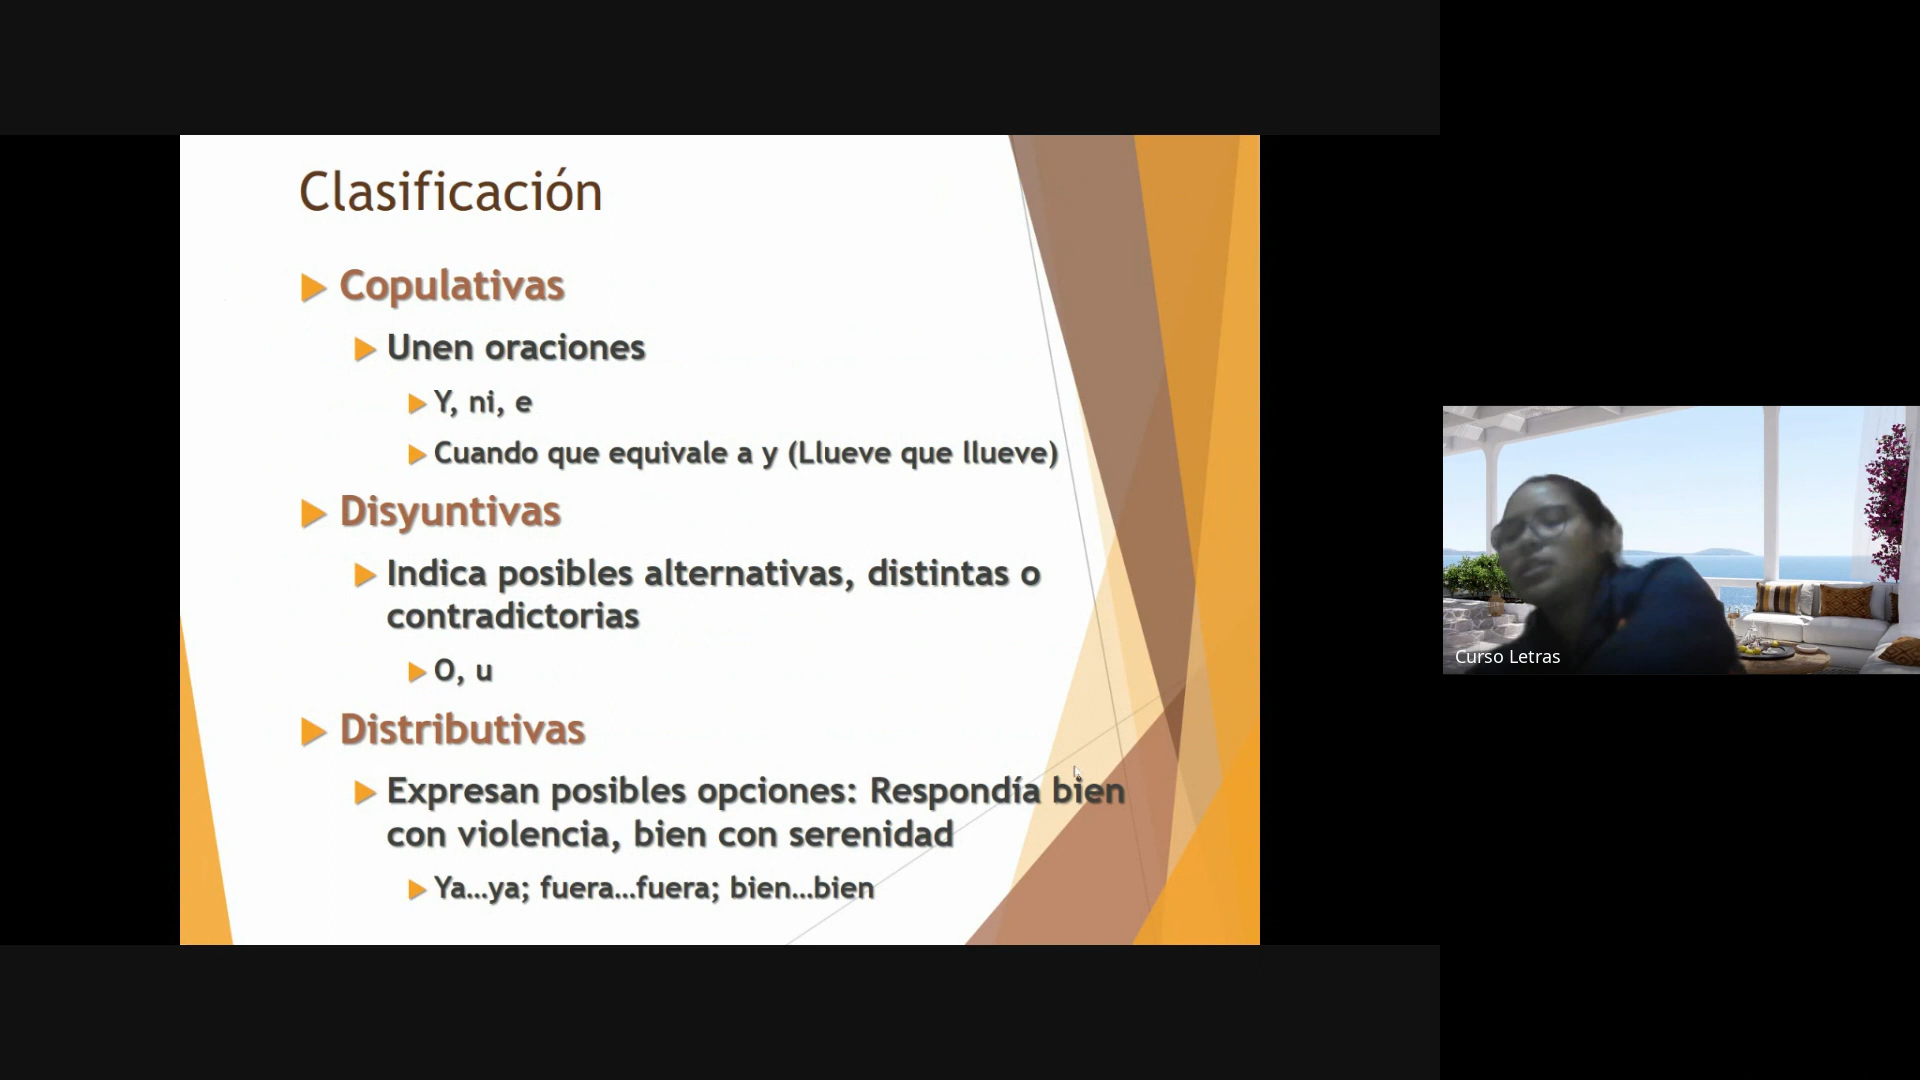 Clasificación
Copulativas
Unen oraciones
Y, ni, e
Cuando que equivale a y (Llueve que llueve)
Disyuntivas
Indica posibles alternativas, distintas o
contradictorias
O, u
Distributivas
Expresan posibles opciones: Respondía bien
con violencia, bien con serenidad
Ya...ya; fuera...fuera; bien...bien
Curso Letras